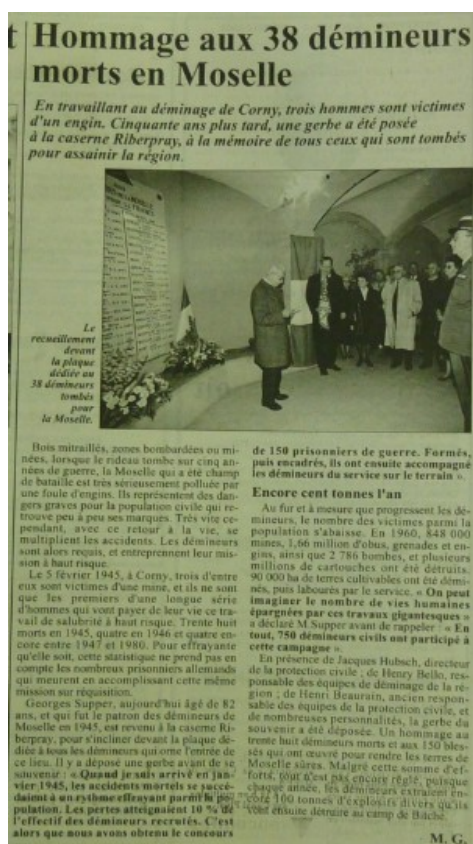 Hommage aux 38 démineurs
morts en Moselle
En travaillant au déminage de Corny, trois hommes sont victimes
d'un engin. Cinquante ans plus tard, une gerbe a été posée
à la caserne Riberpray, à la mémoire de tous ceux qui sont tombés
pour assainir la région.
Le
recueillement
devant
la plaque
dédiée au
38 démineurs
tombés
pour
la Moselle.
Bois mitraillés, zones bombardées ou mi-
nées, lorsque le rideau tombe sur cinq an-
nées de guerre, la Moselle qui a été champ
de bataille est très sérieusement polluée par
une foule d'engins. Ils représentent des dan-
gers graves pour la population civile qui re-
trouve peu à peu ses marques. Très vite ce-
pendant, avec ce retour à la vie, se
multiplient les accidents. Les démineurs
sont alors requis, et entreprennent leur mis-
sion à haut risque.
Le 5 février 1945, à Corny, trois d'entre
eux sont victimes d'une mine, et ils ne sont
que les premiers d'une longue série
d'hommes qui vont payer de leur vie ce tra-
vail de salubrité à haut risque. Trente huit
morts en 1945, quatre en 1946 et quatre en-
core entre 1947 et 1980. Pour effrayante
qu'elle soit, cette statistique ne prend pas en
compte les nombreux prisonniers allemands
qui meurent en accomplissant cette même
mission sur réquisition.
Georges Supper, aujourd'hui âgé de 82
ans, et qui fut le patron des démineurs de
Moselle en 1945, est revenu à la caserne Ri-
berpray, pour s'incliner devant la plaque dé-
diée à tous les démineurs qui orne l'entrée de
ce lieu. Il y a déposé une gerbe avant de se
souvenir : « Quand je suis arrivé en jan-
vier 1945, les accidents mortels se succé-
daient à un rythme effrayant parmi la po-
pulation. Les pertes atteignaient 10 % de
l'effectif des démineurs recrutés. C'est
alors que nous avons obtenu le concours
de 150 prisonniers de guerre. Formés,
puis encadrés, ils ont ensuite accompagné
les démineurs du service sur le terrain ».
Encore cent tonnes l'an
Au fur et à mesure que progressent les dé-
mineurs, le nombre des victimes parmi la
population s'abaisse. En 1960, 848 000
mines, 1,66 million d'obus, grenades et en-
gins, ainsi que 2 786 bombes, et plusieurs
millions de cartouches ont été détruits.
90 000 ha de terres cultivables ont été démi-
nés, puis labourés par le service. « On peut
imaginer le nombre de vies humaines
épargnées par ces travaux gigantesques »
a déclaré M Supper avant de rappeler : « En
tout, 750 démineurs civils ont participé à
cette campagne ».
En présence de Jacques Hubsch, directeur
de la protection civile ; de Henry Bello, res-
ponsable des équipes de déminage de la ré-
gion ; de Henri Beaurain, ancien respon-
sable des équipes de la protection civile, et
de nombreuses personnalités, la gerbe du
souvenir a été déposée. Un hommage au
trente huit démineurs morts et aux 150 bles-
sés qui ont œuvré pour rendre les terres de
Moselle sûres. Malgré cette somme d'ef-
forts, tout n'est pas encore réglé, puisque
chaque année, les démineurs extraient en-
core 100 tonnes d'explosifs divers qu'ils
vont ensuite détruire au camp de Bitche.
M. G.